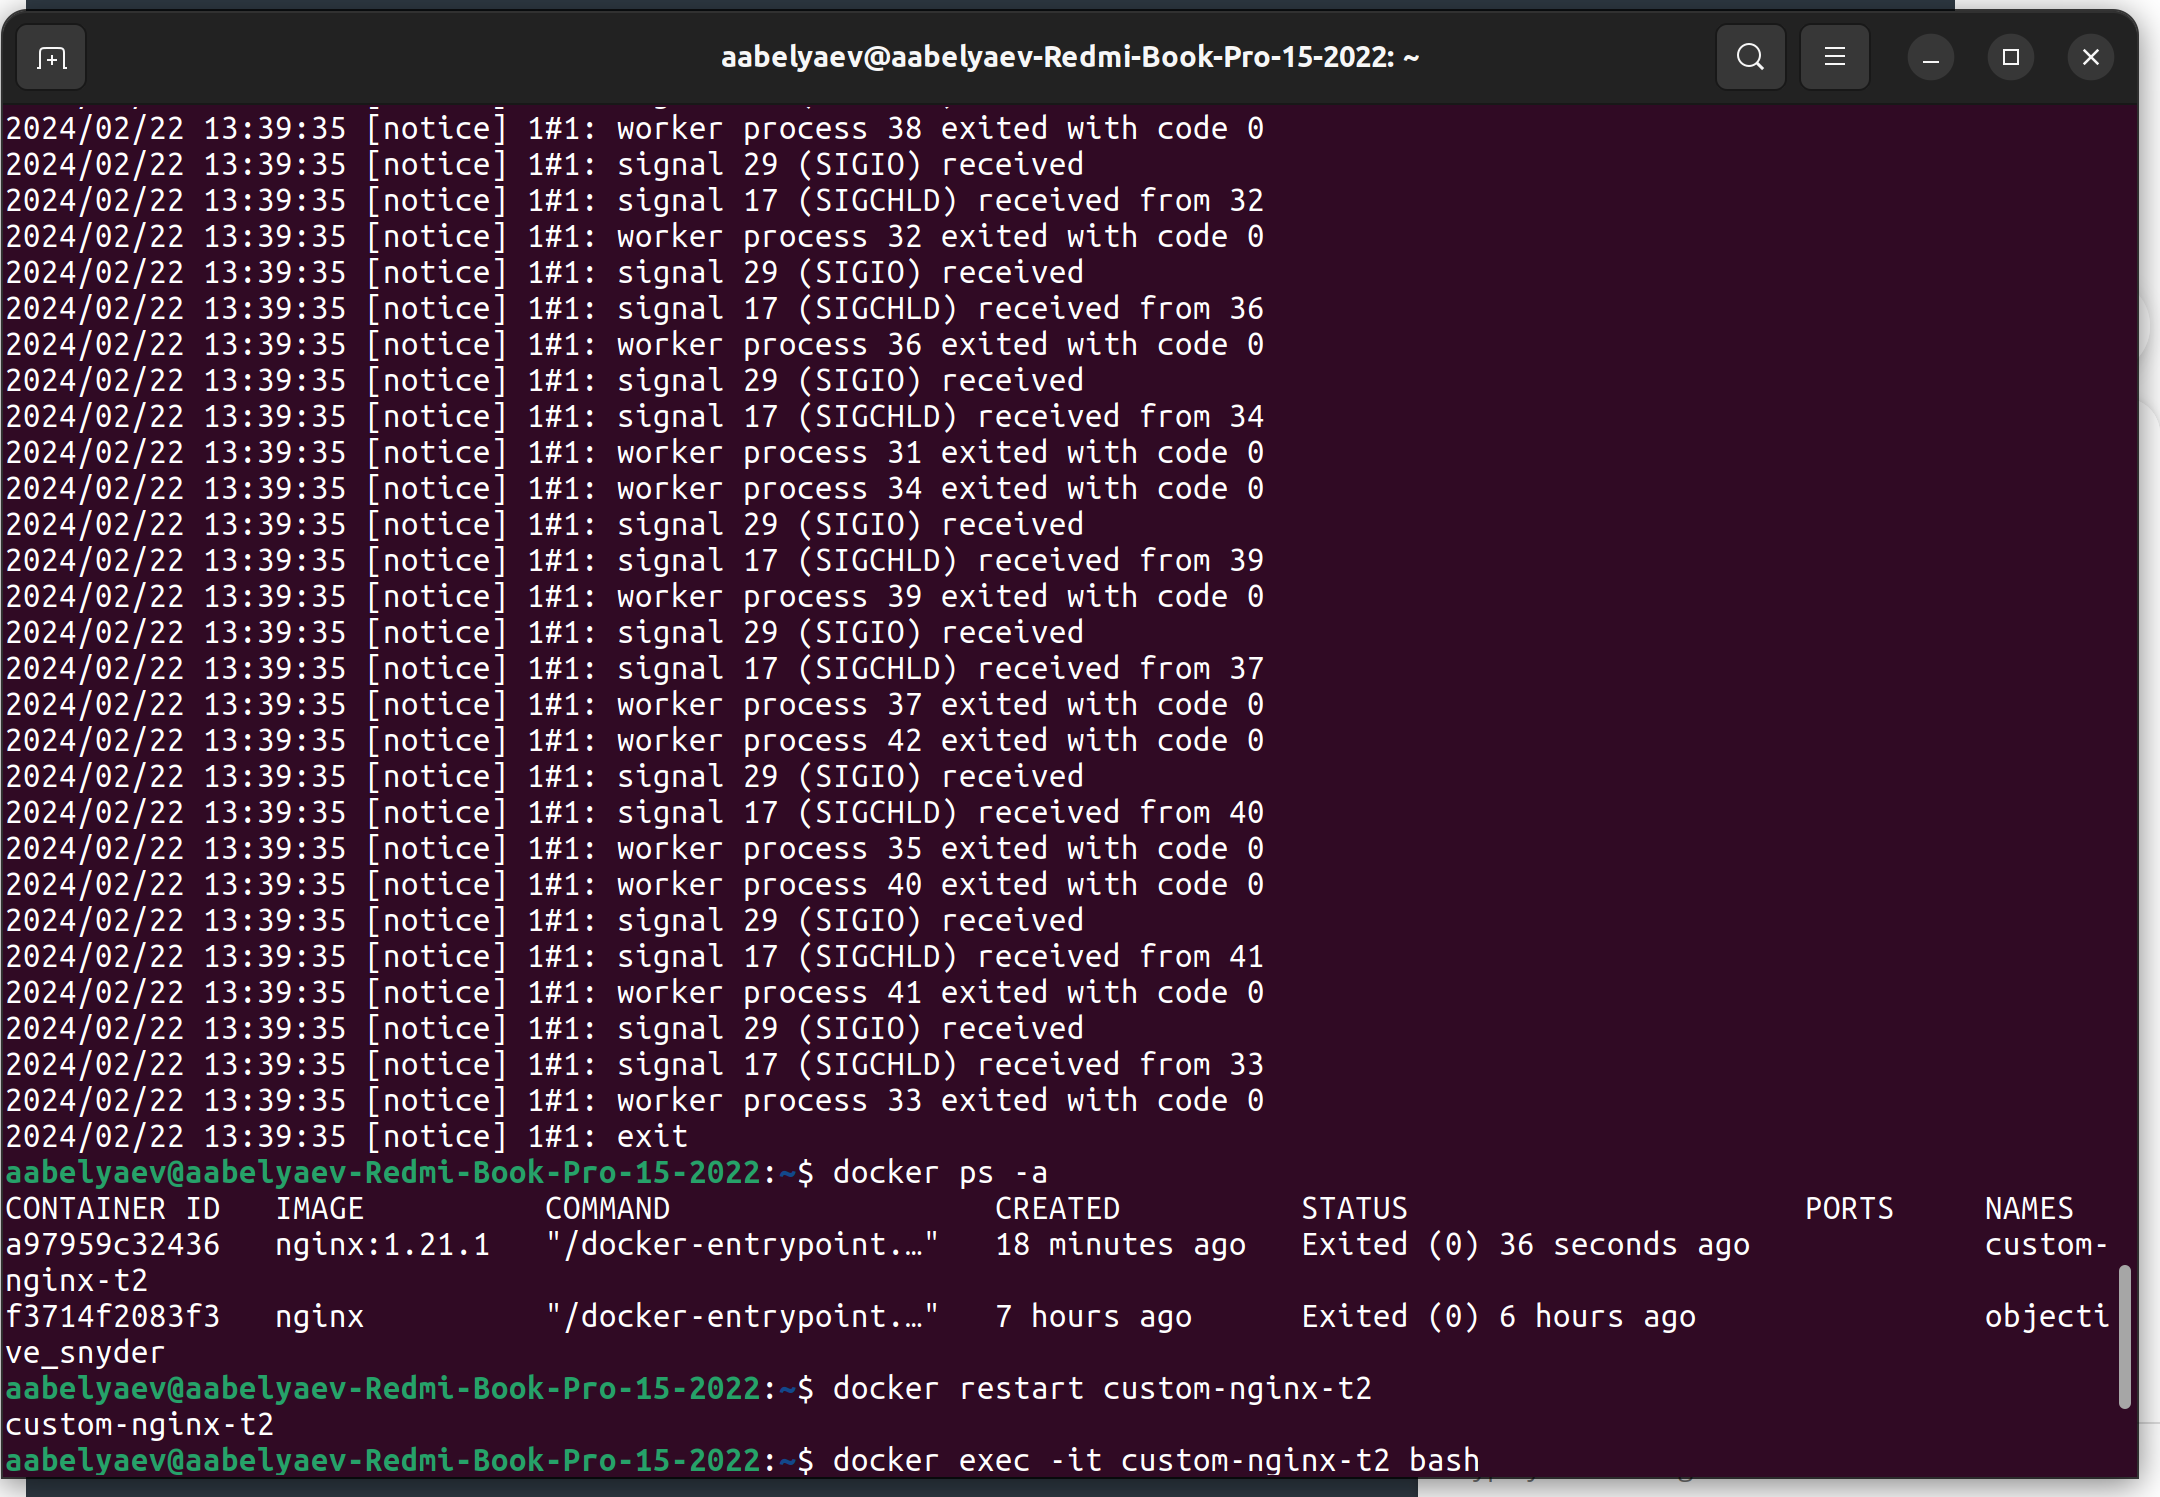 aabelyaev@aabelyaev-Redmi-Book-Pro-15-2022: ~
2024/02/22 13:39:35 [notice] 1#1: worker process 38 exited with code 0
2024/02/22 13:39:35 [notice] 1#1: signal 29 (SIGIO) received
2024/02/22 13:39:35 [notice] 1#1: signal 17 (SIGCHLD) received from 32
2024/02/22 13:39:35 [notice] 1#1: worker process 32 exited with code 0
2024/02/22 13:39:35 [notice] 1#1: signal 29 (SIGIO) received
2024/02/22 13:39:35 [notice] 1#1: signal 17 (SIGCHLD) received from 36
2024/02/22 13:39:35 [notice] 1#1: worker process 36 exited with code 0
2024/02/22 13:39:35 [notice] 1#1: signal 29 (SIGIO) received
2024/02/22 13:39:35 [notice] 1#1: signal 17 (SIGCHLD) received from 34
2024/02/22 13:39:35 [notice] 1#1: worker process 31 exited with code 0
2024/02/22 13:39:35 [notice] 1#1: worker process 34 exited with code 0
2024/02/22 13:39:35 [notice] 1#1: signal 29 (SIGIO) received
2024/02/22 13:39:35 [notice] 1#1: signal 17 (SIGCHLD) received from 39
2024/02/22 13:39:35 [notice] 1#1: worker process 39 exited with code 0
2024/02/22 13:39:35 [notice] 1#1: signal 29 (SIGIO) received
2024/02/22 13:39:35 [notice] 1#1: signal 17 (SIGCHLD) received from 37
2024/02/22 13:39:35 [notice] 1#1: worker process 37 exited with code 0
2024/02/22 13:39:35 [notice] 1#1: worker process 42 exited with code 0
2024/02/22 13:39:35 [notice] 1#1: signal 29 (SIGIO) received
2024/02/22 13:39:35 [notice] 1#1: signal 17 (SIGCHLD) received from 40
2024/02/22 13:39:35 [notice] 1#1: worker process 35 exited with code 0
2024/02/22 13:39:35 [notice] 1#1: worker process 40 exited with code 0
2024/02/22 13:39:35 [notice] 1#1: signal 29 (SIGIO) received
2024/02/22 13:39:35 [notice] 1#1: signal 17 (SIGCHLD) received from 41
2024/02/22 13:39:35 [notice] 1#1: worker process 41 exited with code 0
2024/02/22 13:39:35 [notice] 1#1: signal 29 (SIGIO) received
2024/02/22 13:39:35 [notice] 1#1: signal 17 (SIGCHLD) received from 33
2024/02/22 13:39:35 [notice] 1#1: worker process 33 exited with code 0
2024/02/22 13:39:35 [notice] 1#1: exit
aabelyaev@aabelyaev-Redmi-Book-Pro-15-2022:~$ docker ps -a
CONTAINER ID   IMAGE          COMMAND                  CREATED          STATUS                      PORTS     NAMES
a97959c32436   nginx:1.21.1   "/docker-entrypoint.…"   18 minutes ago   Exited (0) 36 seconds ago             custom-
nginx-t2
f3714f2083f3   nginx          "/docker-entrypoint.…"   7 hours ago      Exited (0) 6 hours ago                objecti
ve_snyder
aabelyaev@aabelyaev-Redmi-Book-Pro-15-2022:~$ docker restart custom-nginx-t2
custom-nginx-t2
aabelyaev@aabelyaev-Redmi-Book-Pro-15-2022:~$ docker exec -it custom-nginx-t2 bash